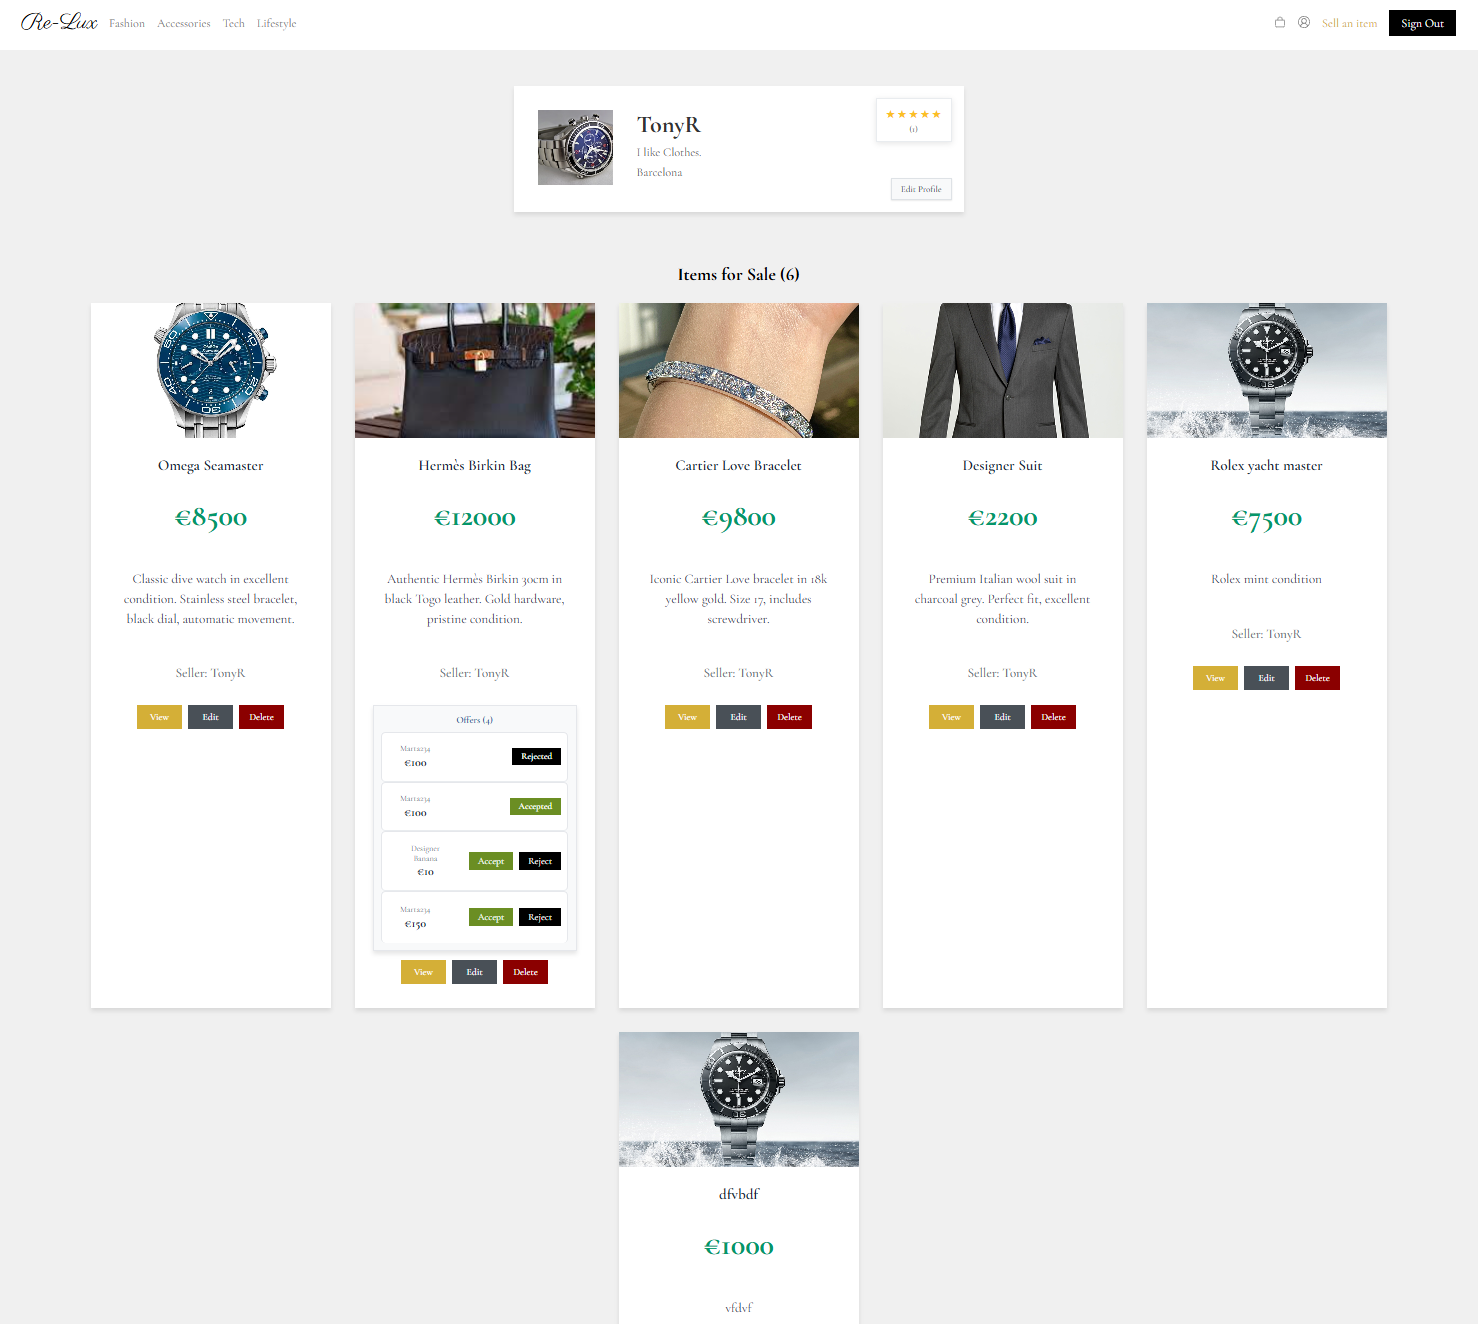 Re-Lux Fashion Accessories Tech Lifestyle Sell an item Sign Out
TonyR
I like Clothes.
Barcelona
★★★★★
(1)
Edit Profile
Items for Sale (6)
Omega Seamaster
€8500
Classic dive watch in excellent
condition. Stainless steel bracelet,
black dial, automatic movement.
Seller: TonyR
View Edit Delete
Hermès Birkin Bag
€12000
Authentic Hermès Birkin 30cm in
black Togo leather. Gold hardware,
pristine condition.
Seller: TonyR
Offers (4)
Marta234
€100
Rejected
Marta234
€100
Accepted
Designer
Banana
€10
Accept Reject
Marta234
€150
Accept Reject
View Edit Delete
Cartier Love Bracelet
€9800
Iconic Cartier Love bracelet in 18k
yellow gold. Size 17, includes
screwdriver.
Seller: TonyR
View Edit Delete
Designer Suit
€2200
Premium Italian wool suit in
charcoal grey. Perfect fit, excellent
condition.
Seller: TonyR
View Edit Delete
Rolex yacht master
€7500
Rolex mint condition
Seller: TonyR
View Edit Delete
dfvbdf
€1000
vfdvf